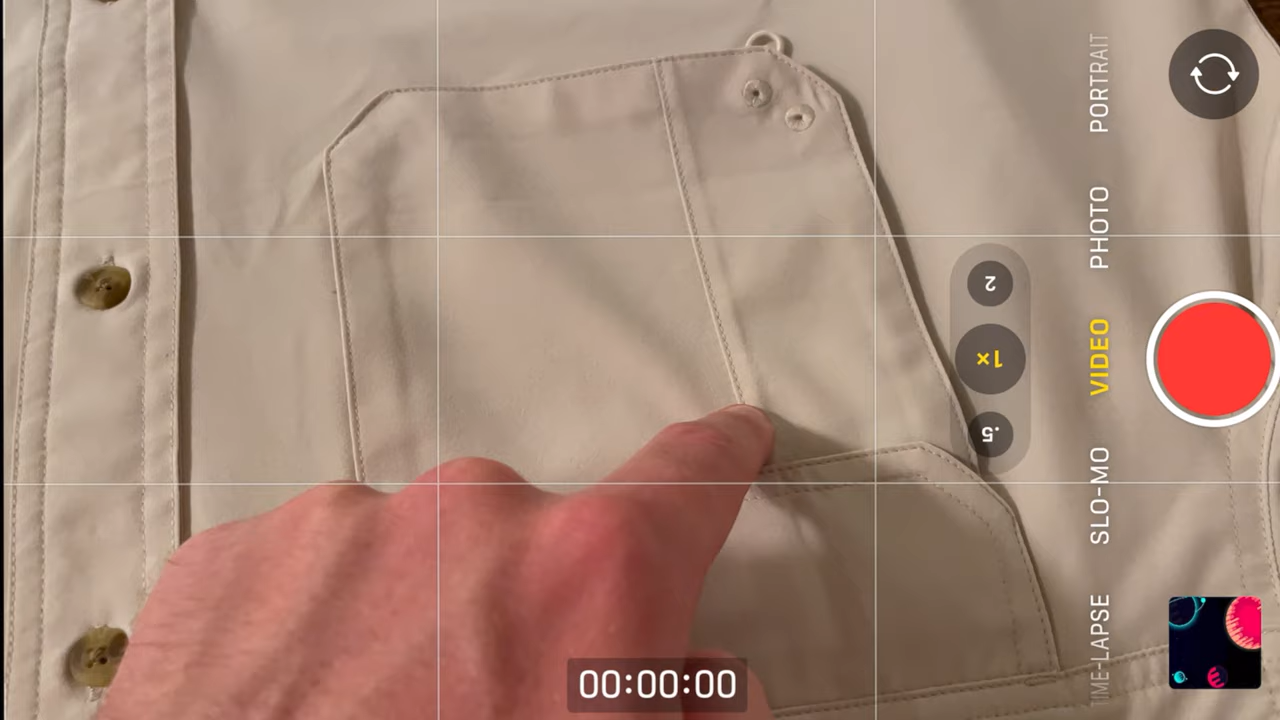 PORTRAIT
PHOTO
VIDEO
SLO-MO
TIME-LAPSE
2
1×
.5
00:00:00